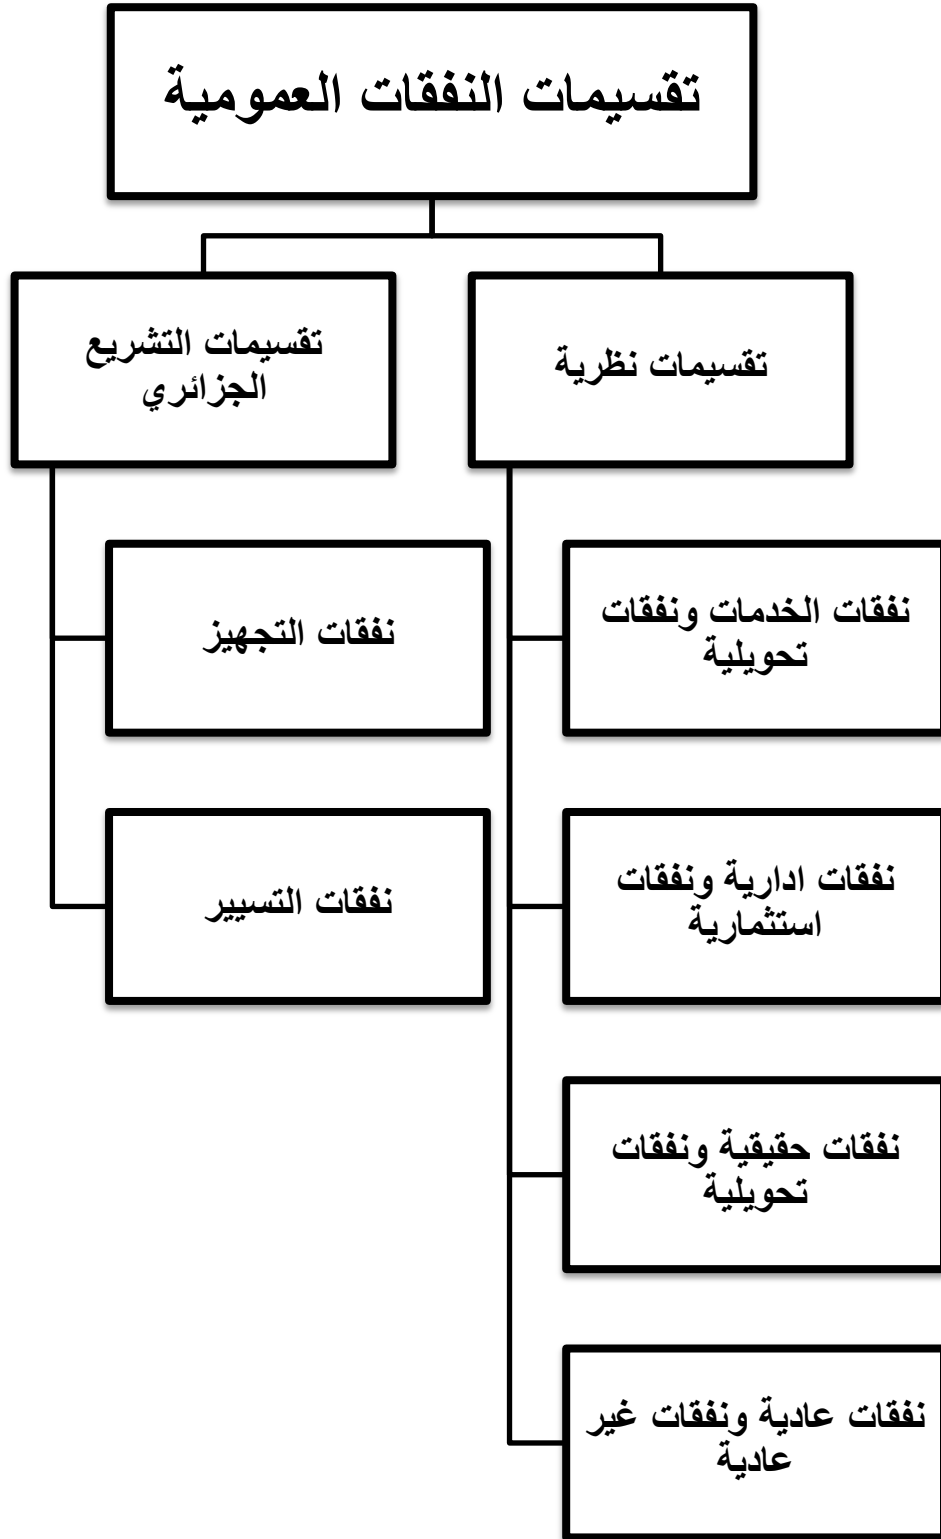 تقسيمات النفقات العمومية
تقسيمات نظرية
تقسيمات التشريع
الجزائري
نفقات الخدمات ونفقات
تحويلية
نفقات التجهيز
نفقات ادارية ونفقات
استثمارية
نفقات التسيير
نفقات حقيقية ونفقات
تحويلية
نفقات عادية ونفقات غير
عادية